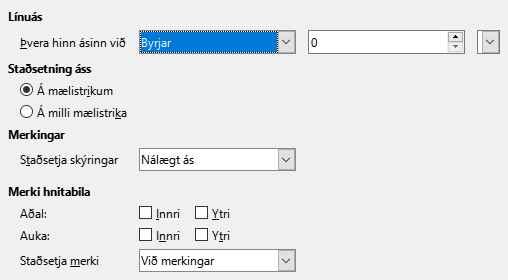 Línuás
Þvera hinn ásinn við Byrjar 0
Staðsetning áss
Á mælistrikum
Á milli mælistrika
Merkingar
Staðsetja skýringar Nálægt ás
Merki hnitabila
Aðal: Innri Ytri
Auka: Innri Ytri
Staðsetja merki Við merkingar